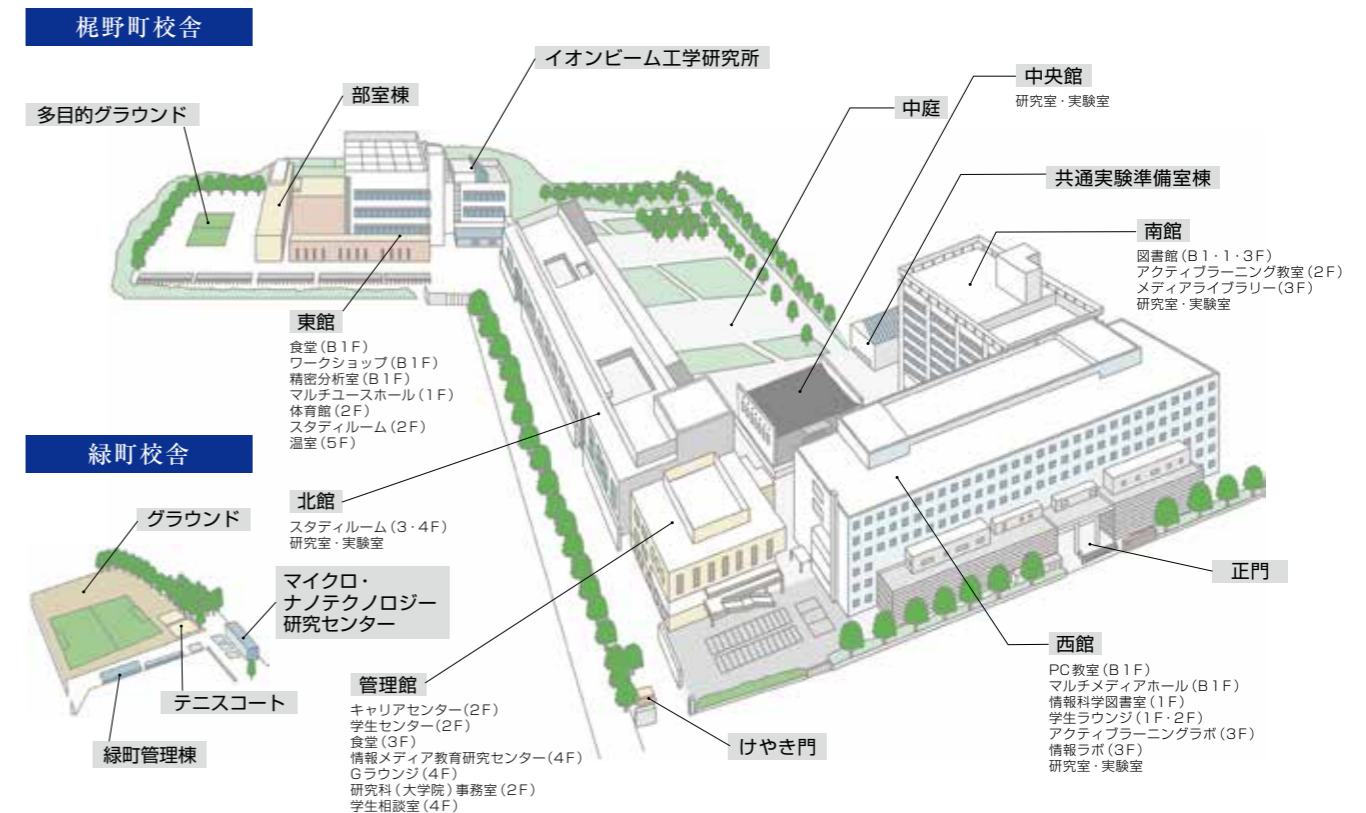 梶野町校舎
イオンビーム工学研究所
部室棟
多目的グラウンド
中庭
中央館
研究室・実験室
共通実験準備室棟
南館
図書館(B1・1・3F)
アクティブラーニング教室(2F)
メディアライブラリー(3F)
研究室・実験室
東館
食堂(B1F)
ワークショップ(B1F)
精密分析室(B1F)
マルチユースホール(1F)
体育館(2F)
スタディルーム(2F)
温室(5F)
北館
スタディルーム(3・4F)
研究室・実験室
管理館
キャリアセンター(2F)
学生センター(2F)
食堂(3F)
情報メディア教育研究センター(4F)
Gラウンジ(4F)
研究科(大学院)事務室(2F)
学生相談室(4F)
けやき門
正門
西館
PC教室(B1F)
マルチメディアホール(B1F)
情報科学図書室(1F)
学生ラウンジ(1F・2F)
アクティブラーニングラボ(3F)
情報ラボ(3F)
研究室・実験室
緑町校舎
グラウンド
マイクロ・
ナノテクノロジー
研究センター
テニスコート
緑町管理棟